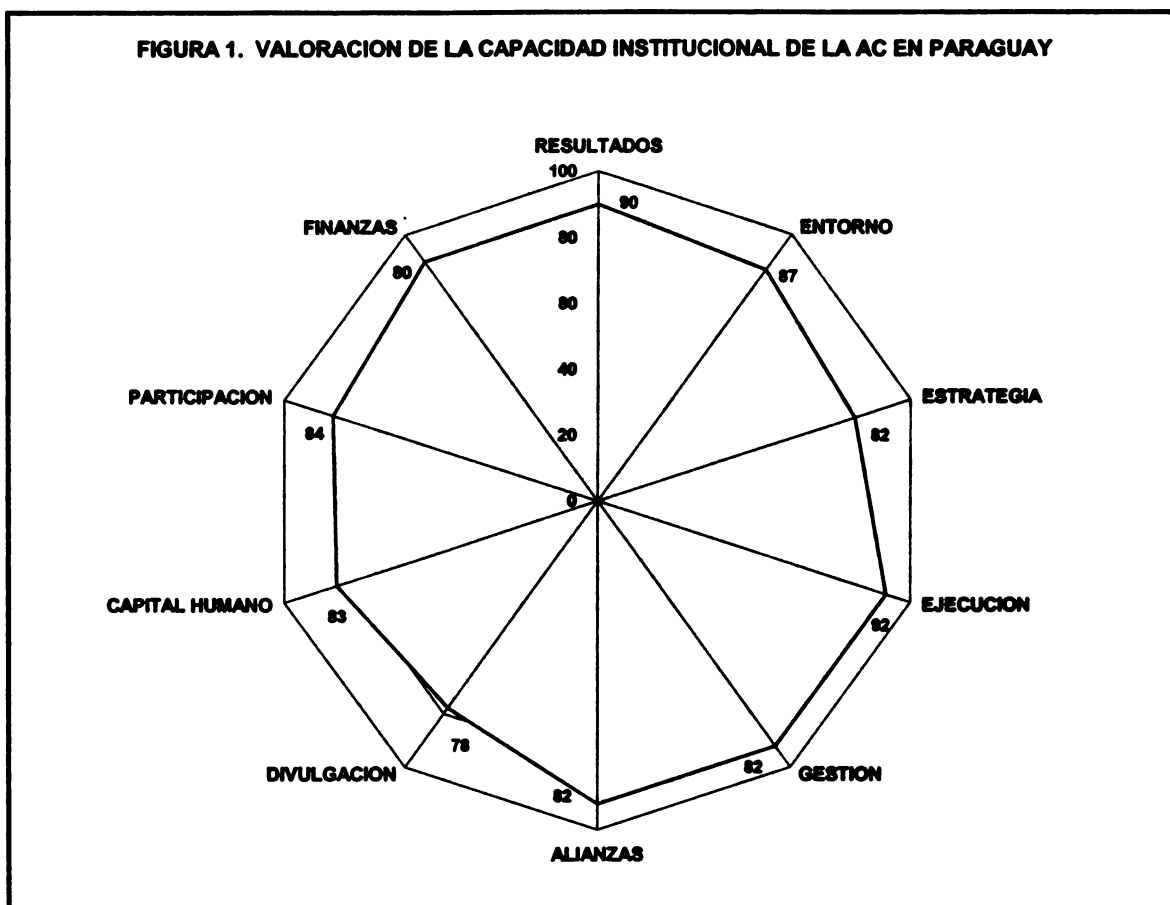 FIGURA 1. VALORACION DE LA CAPACIDAD INSTITUCIONAL DE LA AC EN PARAGUAY
RESULTADOS
100
90
FINANZAS
ENTORNO
80
80
87
80
PARTICIPACION
ESTRATEGIA
40
84
20
82
0
CAPITAL HUMANO
EJECUCION
83
92
78
82
DIVULGACION
GESTION
82
ALIANZAS